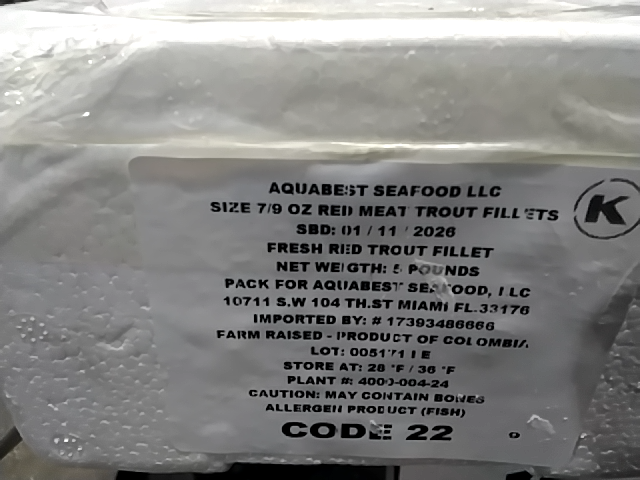 AQUABEST SEAFOOD LLC
SIZE 7/9 OZ RED MEAT TROUT FILLETS
K
SBD: 01 / 11 / 2026
FRESH RED TROUT FILLET
NET WEIGTH: 5 POUNDS
PACK FOR AQUABEST SEAFOOD, LLC
10711 S.W 104 TH.ST MIAMI FL.33176
IMPORTED BY: # 17393486666
FARM RAISED - PRODUCT OF COLOMBIA
LOT:
STORE AT: 28 °F / 36 °F
PLANT #: 4000-004-24
CAUTION: MAY CONTAIN BONES
ALLERGEN PRODUCT (FISH)
CODE 22